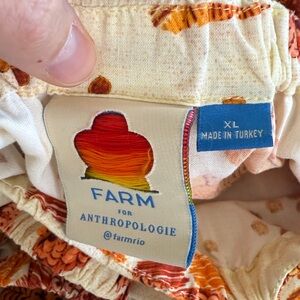 FARM
FOR
ANTHROPOLOGIE
@farmrio
XL
MADE IN TURKEY